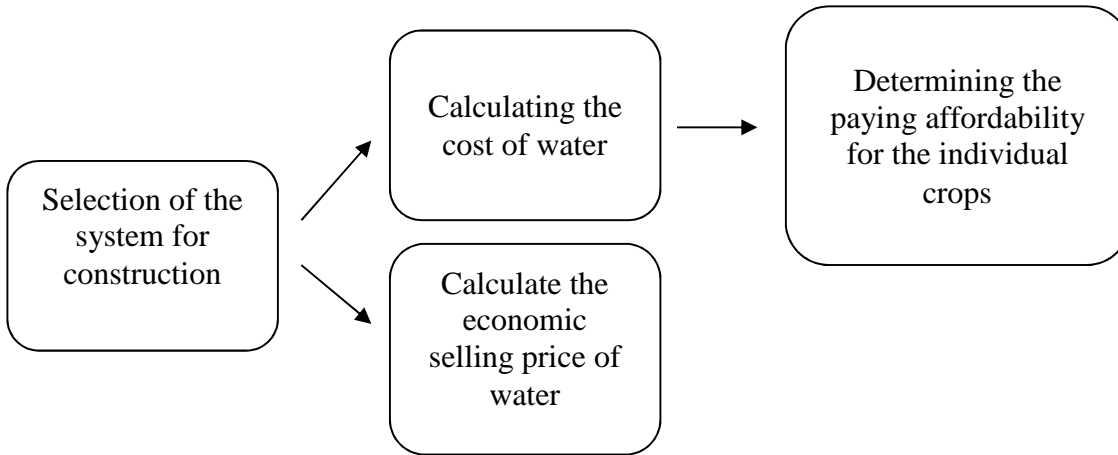 Selection of the
system for
construction
Calculating the
cost of water
Calculate the
economic
selling price of
water
Determining the
paying affordability
for the individual
crops